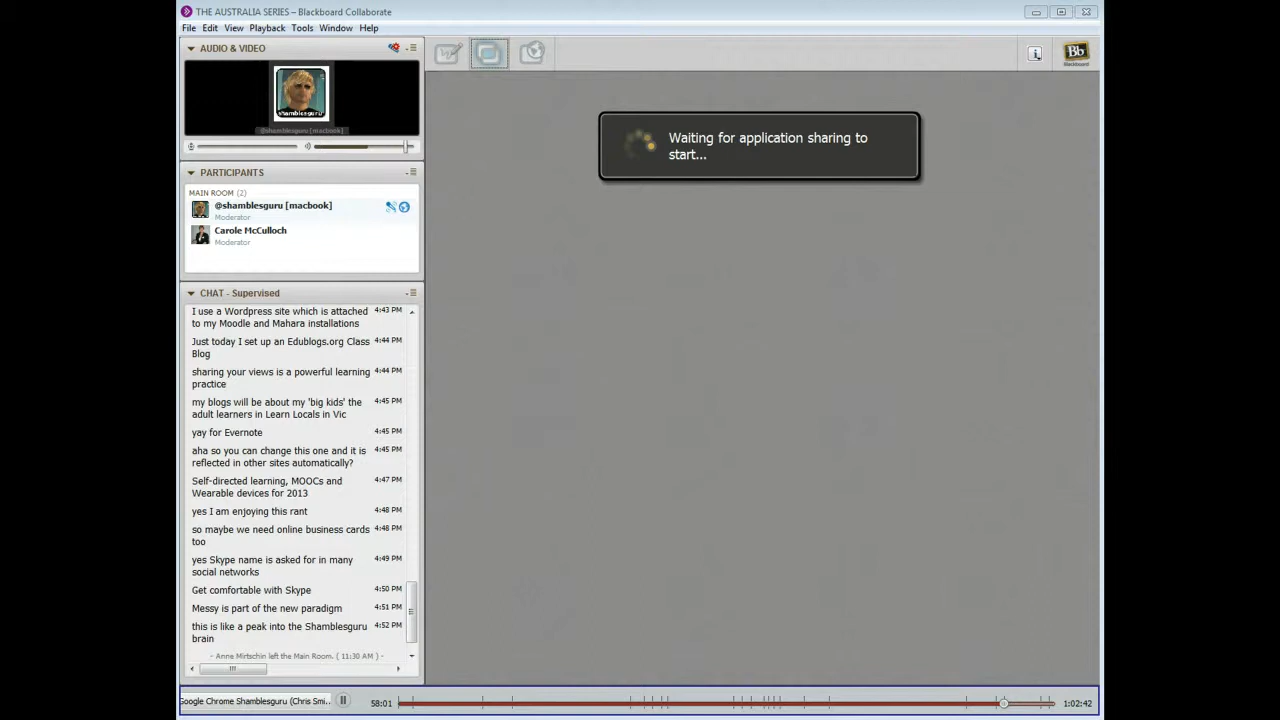 THE AUSTRALIA SERIES – Blackboard Collaborate
File Edit View Playback Tools Window Help
AUDIO & VIDEO
shamblesguru
@shamblesguru [macbook]
Bb
Blackboard
Waiting for application sharing to
start...
PARTICIPANTS
MAIN ROOM (2)
@shamblesguru [macbook]
Moderator
Carole McCulloch
Moderator
CHAT - Supervised
I use a Wordpress site which is attached 4:43 PM
to my Moodle and Mahara installations
Just today I set up an Edublogs.org Class 4:44 PM
Blog
sharing your views is a powerful learning 4:44 PM
practice
my blogs will be about my 'big kids' the 4:45 PM
adult learners in Learn Locals in Vic
yay for Evernote 4:45 PM
aha so you can change this one and it is 4:45 PM
reflected in other sites automatically?
Self-directed learning, MOOCs and 4:47 PM
Wearable devices for 2013
yes I am enjoying this rant 4:48 PM
so maybe we need online business cards 4:48 PM
too
yes Skype name is asked for in many 4:49 PM
social networks
Get comfortable with Skype 4:50 PM
Messy is part of the new paradigm 4:51 PM
this is like a peak into the Shamblesguru 4:52 PM
brain
- Anne Mirtschin left the Main Room. ( 11:30 AM ) -
Google Chrome Shamblesguru (Chris Smi... 58:01 1:02:42